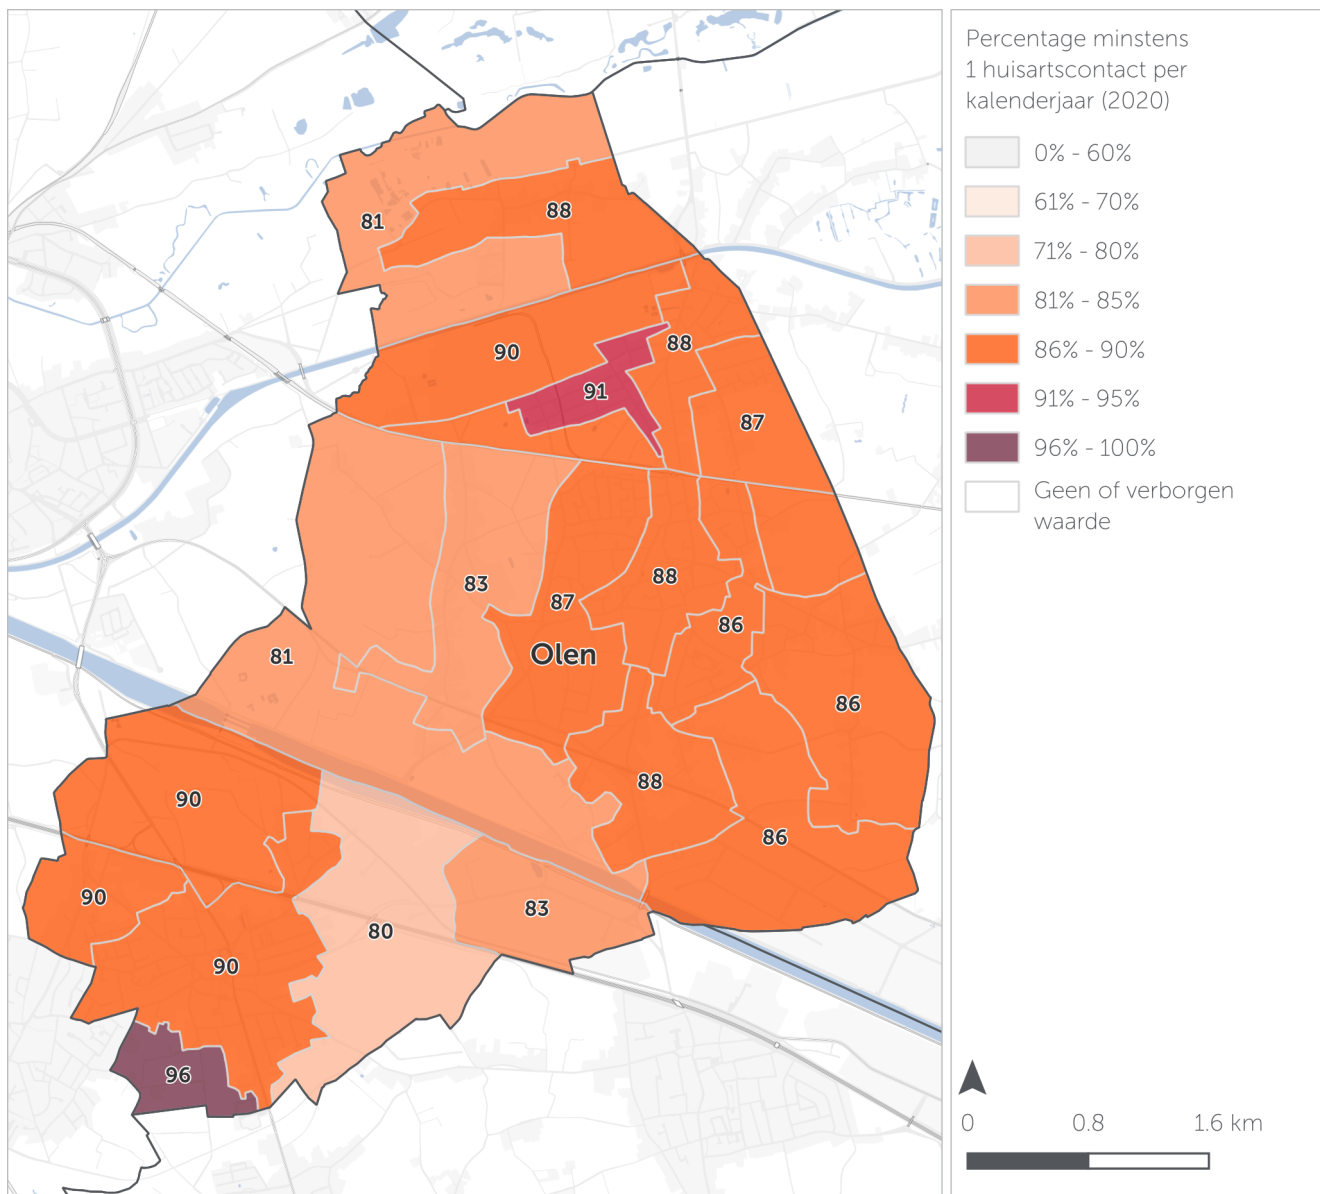 Percentage minstens
1 huisartscontact per
kalenderjaar (2020)
0% - 60%
61% - 70%
71% - 80%
81% - 85%
86% - 90%
91% - 95%
96% - 100%
Geen of verborgen
waarde
81
88
90
88
91
87
83
88
87
86
Olen
81
86
88
90
86
90
83
80
90
96
0 0.8 1.6 km